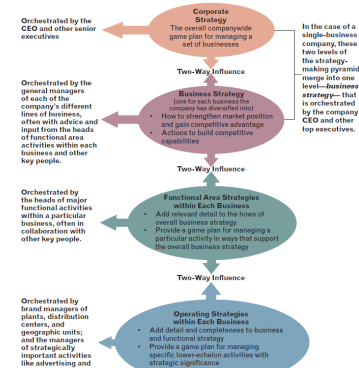 Orchestrated by the
CEO and other senior
executives
Corporate
Strategy
The overall companywide
game plan for managing a
set of businesses
In the case of a
single-business
company, these
two levels of
the strategy-
making pyramid
merge into one
level—business
strategy—that
is orchestrated
by the company's
CEO and other
top executives.
Two-Way Influence
Orchestrated by the
general managers
of each of the
company's different
lines of business,
often with advice and
input from the heads
of functional area
activities within each
business and other
key people.
Business Strategy
(one for each business the
company has diversified into)
• How to strengthen market position
and gain competitive advantage
• Actions to build competitive
capabilities
Two-Way Influence
Orchestrated by
the heads of major
functional activities
within a particular
business, often in
collaboration with
other key people.
Functional Area Strategies
within Each Business
• Add relevant detail to the hows of
overall business strategy
• Provide a game plan for managing a
particular activity in ways that support
the overall business strategy
Two-Way Influence
Orchestrated by
brand managers of
plants, distribution
centers, and
geographic units;
and the managers
of strategically
important activities
like advertising and
Operating Strategies
within Each Business
• Add detail and completeness to business
and functional strategy
• Provide a game plan for managing
specific lower-echelon activities with
strategic significance